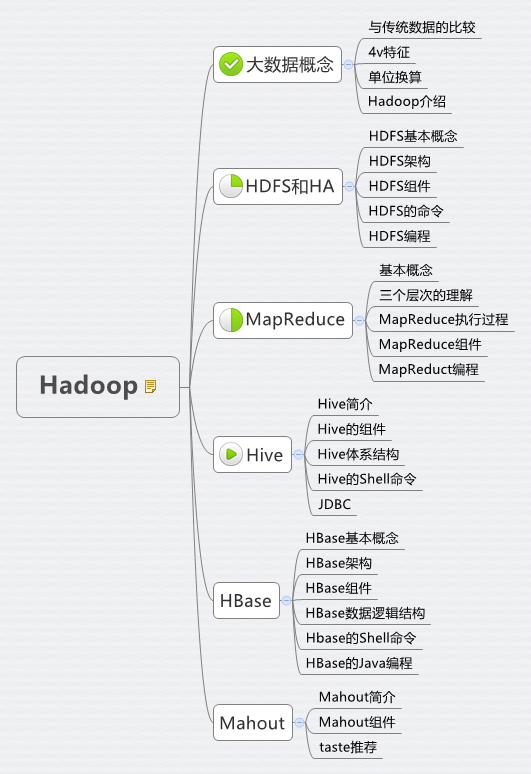 大数据概念
与传统数据的比较
4v特征
单位换算
Hadoop介绍
HDFS和HA
HDFS基本概念
HDFS架构
HDFS组件
HDFS的命令
HDFS编程
MapReduce
基本概念
三个层次的理解
MapReduce执行过程
MapReduce组件
MapReduct编程
Hadoop
Hive
Hive简介
Hive的组件
Hive体系结构
Hive的Shell命令
JDBC
HBase
HBase基本概念
HBase架构
HBase组件
HBase数据逻辑结构
Hbase的Shell命令
HBase的Java编程
Mahout
Mahout简介
Mahout组件
taste推荐